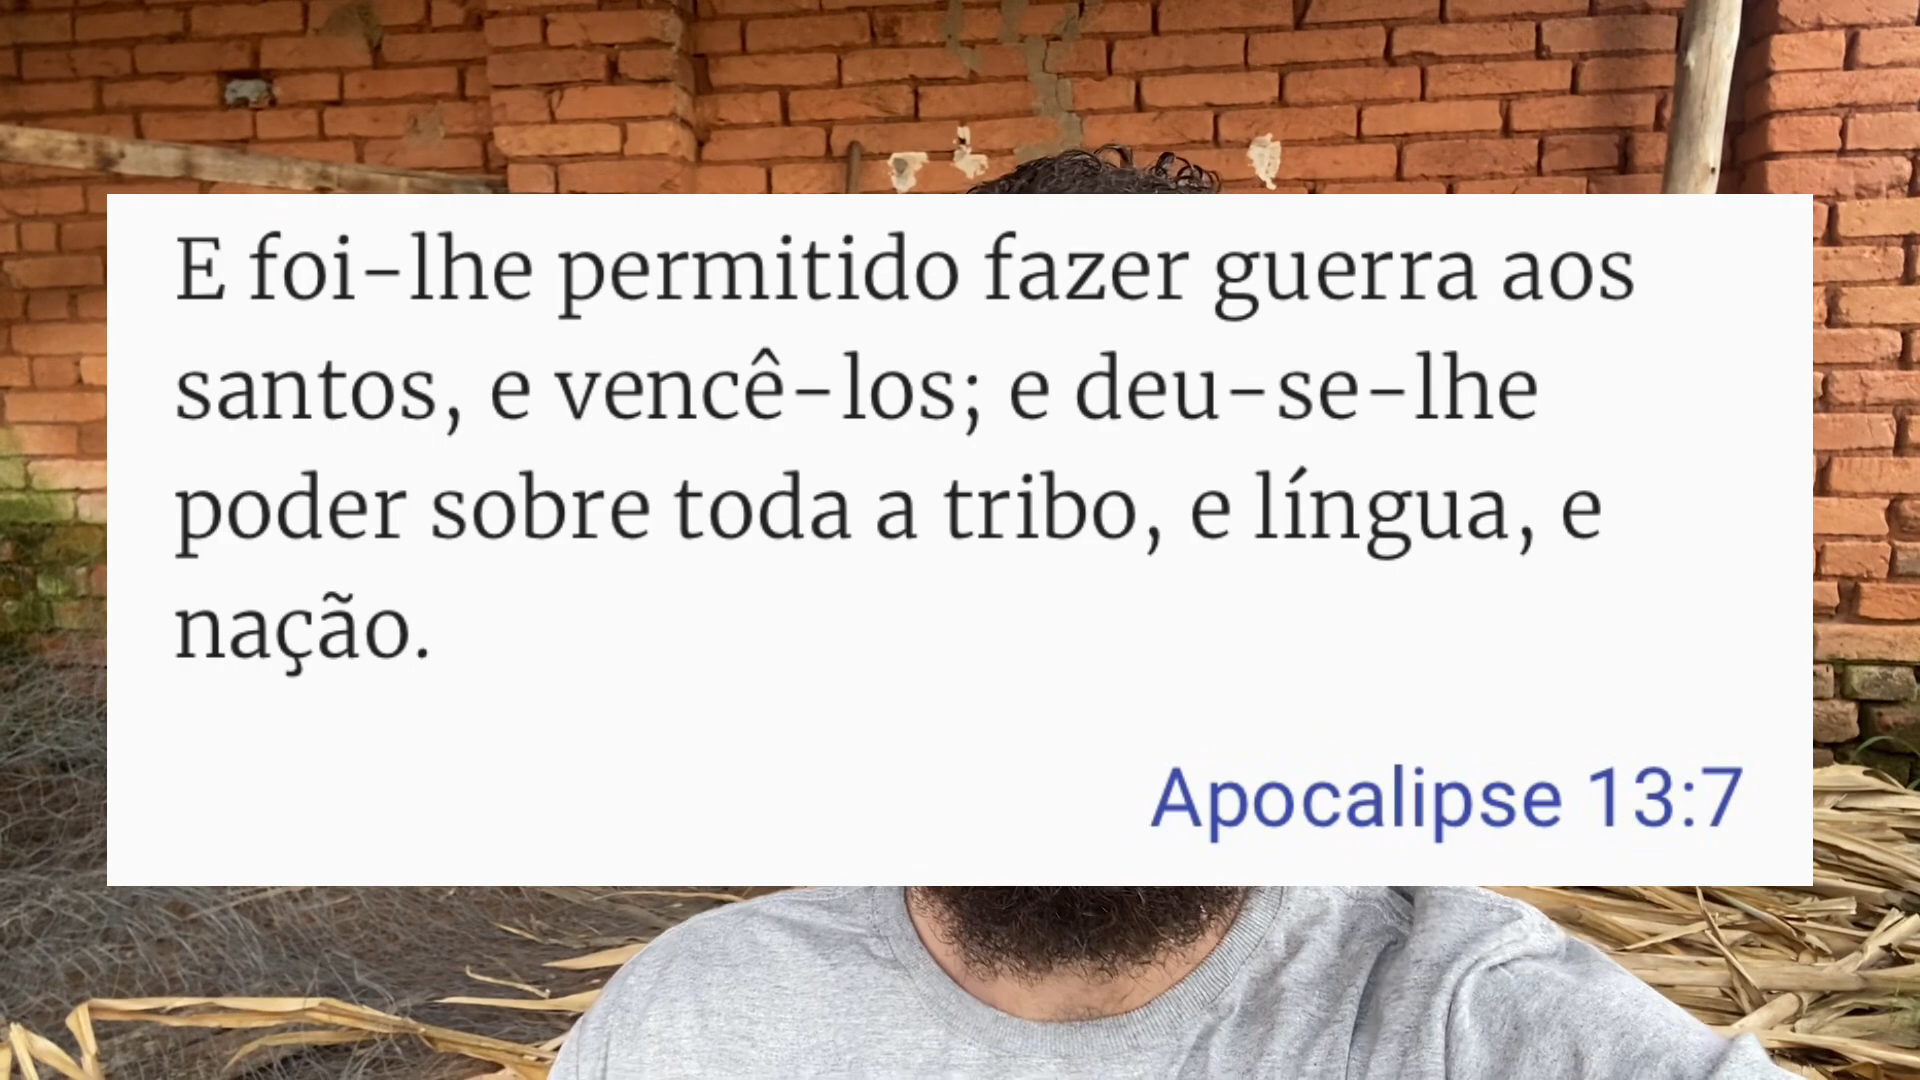 E foi-lhe permitido fazer guerra aos
santos, e vencê-los; e deu-se-lhe
poder sobre toda a tribo, e língua, e
nação.
Apocalipse 13:7